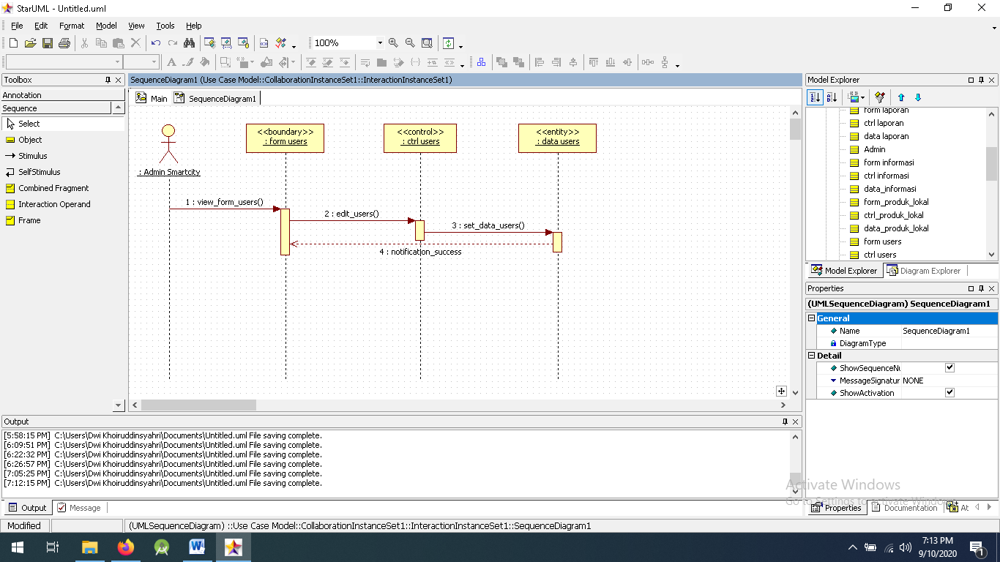 StarUML - Untitled.uml
File Edit Format Model View Tools Help
100%
Toolbox
Annotation
Sequence
Select
Object
Stimulus
SelfStimulus
Combined Fragment
Interaction Operand
Frame
SequenceDiagram1 (Use Case Model::CollaborationInstanceSet1::InteractionInstanceSet1)
Main SequenceDiagram1
: Admin Smartcity
<<boundary>>
: form users
<<control>>
: ctrl users
<<entity>>
: data users
1 : view_form_users()
2 : edit_users()
3 : set_data_users()
4 : notification_success
Model Explorer
form laporan
ctrl laporan
data laporan
Admin
form informasi
ctrl informasi
data_informasi
form_produk_lokal
ctrl_produk_lokal
data_produk_lokal
form users
ctrl users
Model Explorer Diagram Explorer
Properties
(UMLSequenceDiagram) SequenceDiagram1
General
Name SequenceDiagram1
DiagramType
Detail
ShowSequenceNu
MessageSignatur NONE
ShowActivation
Output
[5:58:15 PM] C:\Users\Dwi Khoiruddinsyahri\Documents\Untitled.uml File saving complete.
[6:09:51 PM] C:\Users\Dwi Khoiruddinsyahri\Documents\Untitled.uml File saving complete.
[6:22:32 PM] C:\Users\Dwi Khoiruddinsyahri\Documents\Untitled.uml File saving complete.
[6:26:57 PM] C:\Users\Dwi Khoiruddinsyahri\Documents\Untitled.uml File saving complete.
[7:05:25 PM] C:\Users\Dwi Khoiruddinsyahri\Documents\Untitled.uml File saving complete.
[7:12:15 PM] C:\Users\Dwi Khoiruddinsyahri\Documents\Untitled.uml File saving complete.
Output Message
Activate Windows
Go to Settings to activate Windows.
Properties Documentation At
Modified
(UMLSequenceDiagram) ::Use Case Model::CollaborationInstanceSet1::InteractionInstanceSet1::SequenceDiagram1
7:13 PM
9/10/2020
1